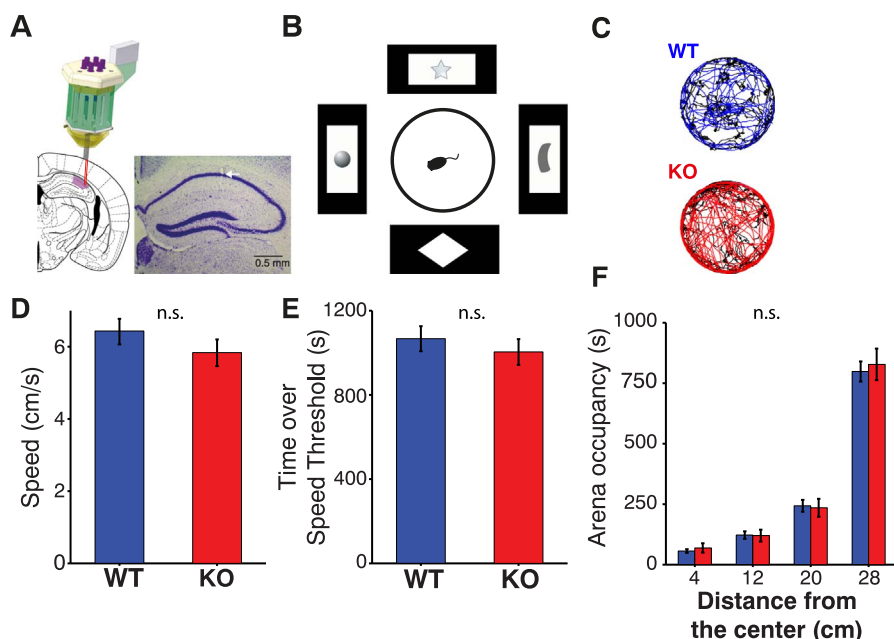 A
B
C
WT
KO
0.5 mm
D
n.s.
Speed (cm/s)
6
4
2
0
WT
KO
E
n.s.
Time over
Speed Threshold (s)
1200
800
400
0
WT
KO
F
n.s.
Arena occupancy (s)
1000
750
500
250
0
4 12 20 28
Distance from
the center (cm)